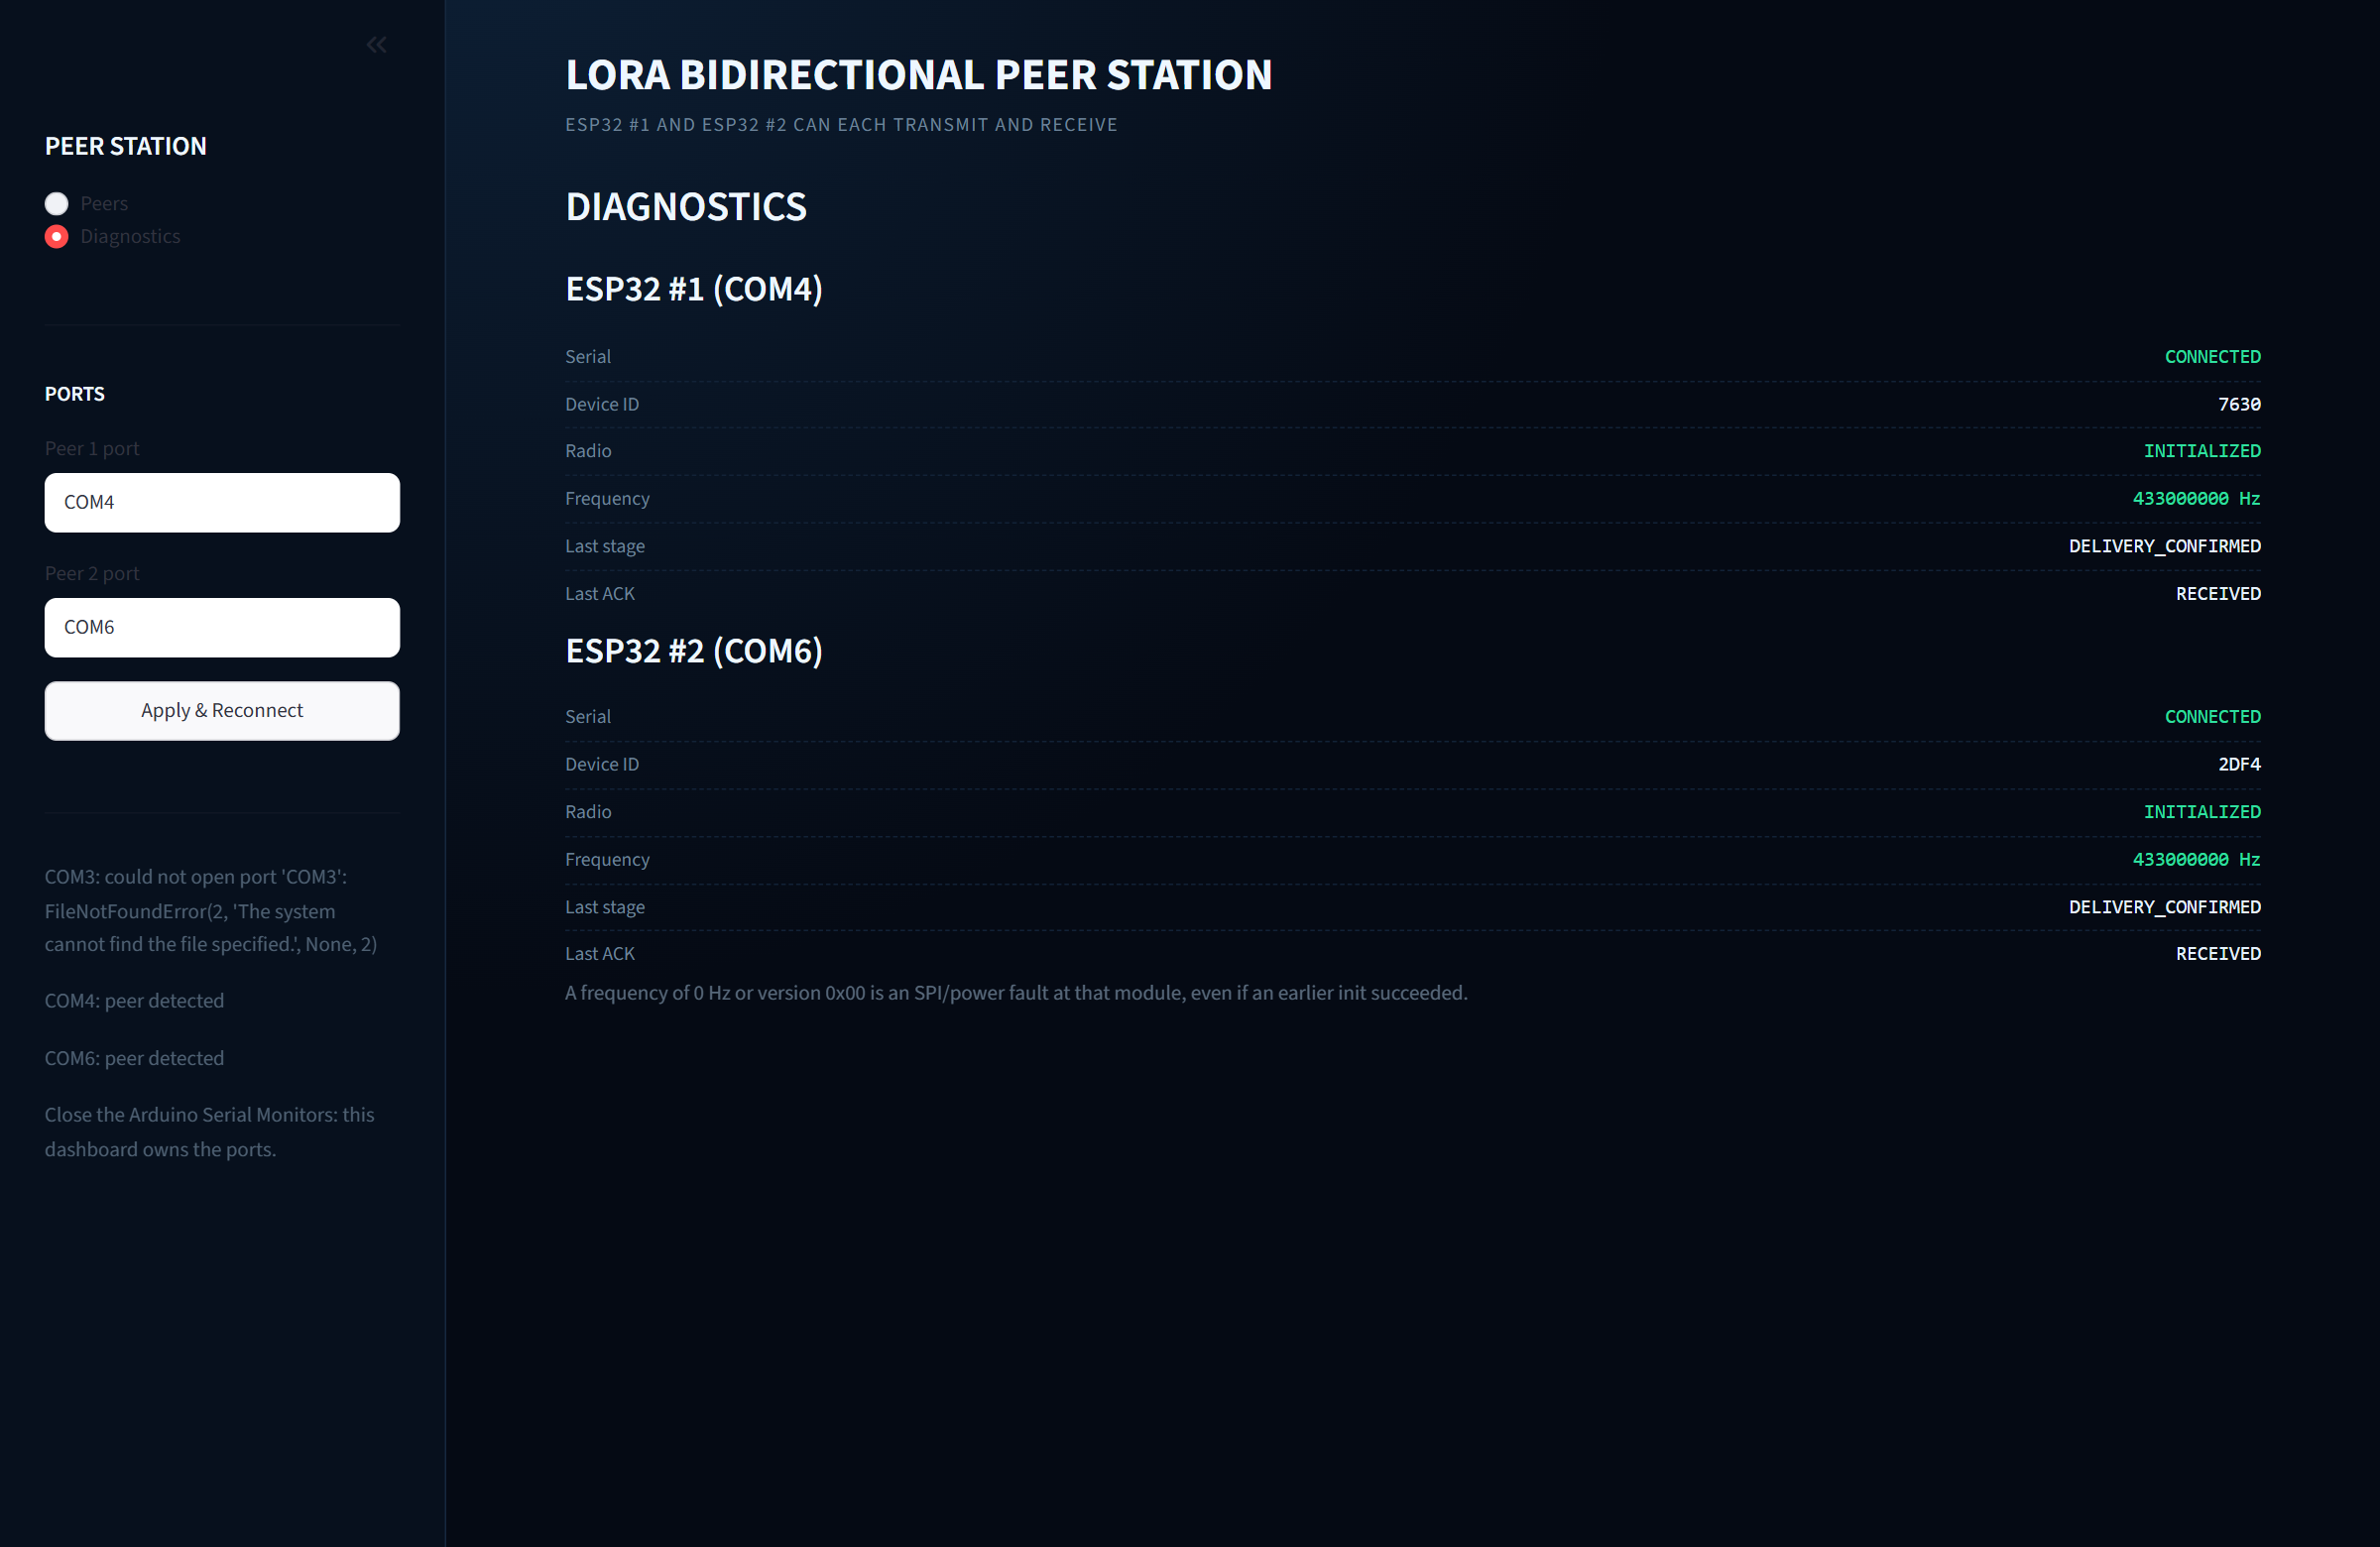 PEER STATION
Peers
Diagnostics
PORTS
Peer 1 port
COM4
Peer 2 port
COM6
Apply & Reconnect
COM3: could not open port 'COM3':
FileNotFoundError(2, 'The system
cannot find the file specified.', None, 2)
COM4: peer detected
COM6: peer detected
Close the Arduino Serial Monitors: this
dashboard owns the ports.
LORA BIDIRECTIONAL PEER STATION
ESP32 #1 AND ESP32 #2 CAN EACH TRANSMIT AND RECEIVE
DIAGNOSTICS
ESP32 #1 (COM4)
Serial CONNECTED
Device ID 7630
Radio INITIALIZED
Frequency 433000000 Hz
Last stage DELIVERY_CONFIRMED
Last ACK RECEIVED
ESP32 #2 (COM6)
Serial CONNECTED
Device ID 2DF4
Radio INITIALIZED
Frequency 433000000 Hz
Last stage DELIVERY_CONFIRMED
Last ACK RECEIVED
A frequency of 0 Hz or version 0x00 is an SPI/power fault at that module, even if an earlier init succeeded.